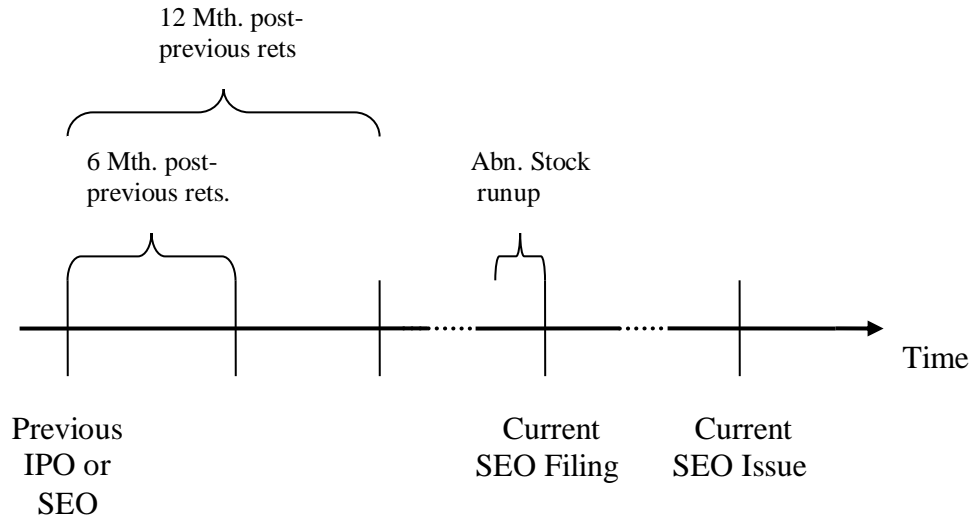 12 Mth. post-
previous rets
6 Mth. post-
previous rets.
Abn. Stock
runup
Time
Previous
IPO or
SEO
Current
SEO Filing
Current
SEO Issue